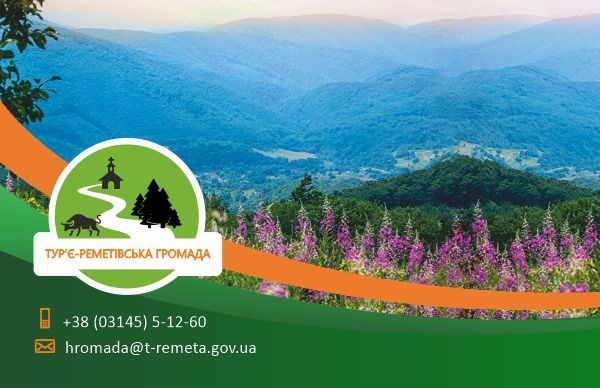 ТУР'Є-РЕМЕТІВСЬКА ГРОМАДА
+38 (03145) 5-12-60
hromada@t-remeta.gov.ua